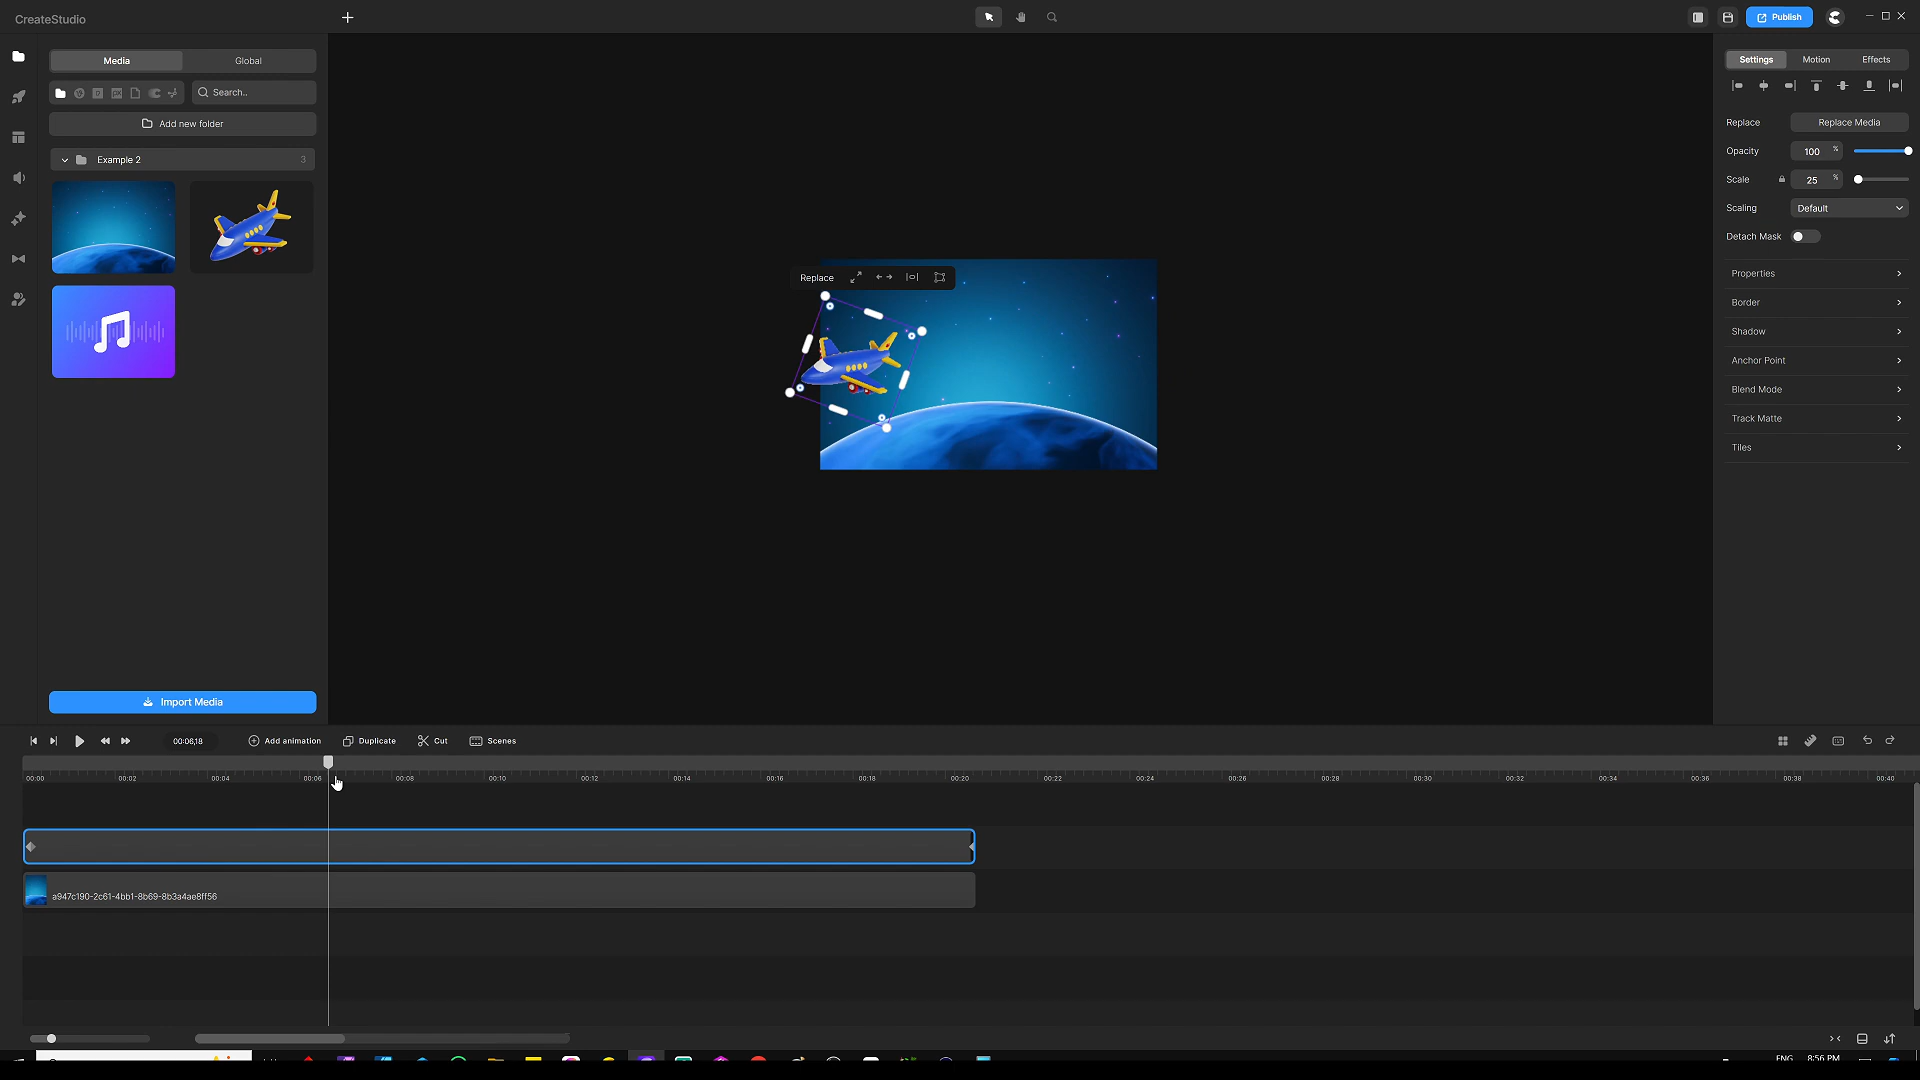 CreateStudio
Publish
Media Global
Search..
Add new folder
Example 2 3
Import Media
Replace
Settings Motion Effects
Replace Replace Media
Opacity 100 %
Scale 25 %
Scaling Default
Detach Mask
Properties
Border
Shadow
Anchor Point
Blend Mode
Track Matte
Tiles
00:06,18 Add animation Duplicate Cut Scenes
00:00 00:02 00:04 00:06 00:08 00:10 00:12 00:14 00:16 00:18 00:20 00:22 00:24 00:26 00:28 00:30 00:32 00:34 00:36 00:38 00:40
a947c190-2c61-4bb1-8b69-8b3a4ae8ff56
ENG 8:56 PM